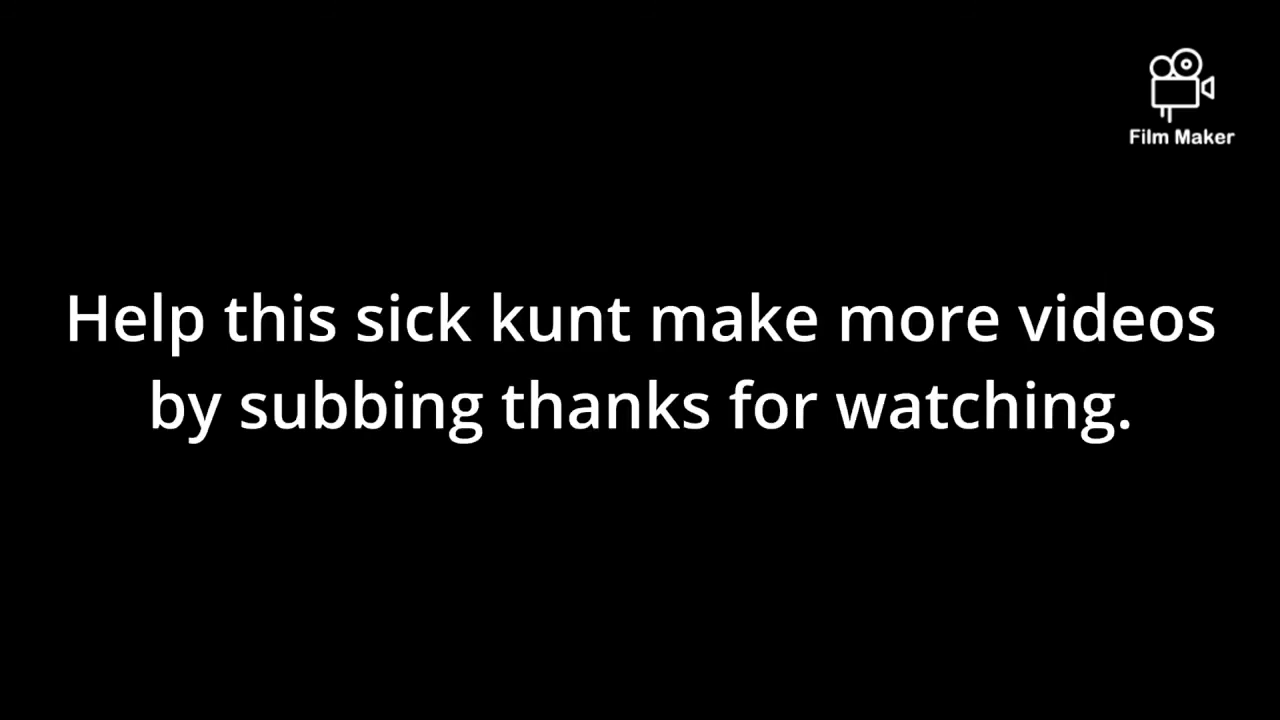 Film Maker
Help this sick kunt make more videos
by subbing thanks for watching.